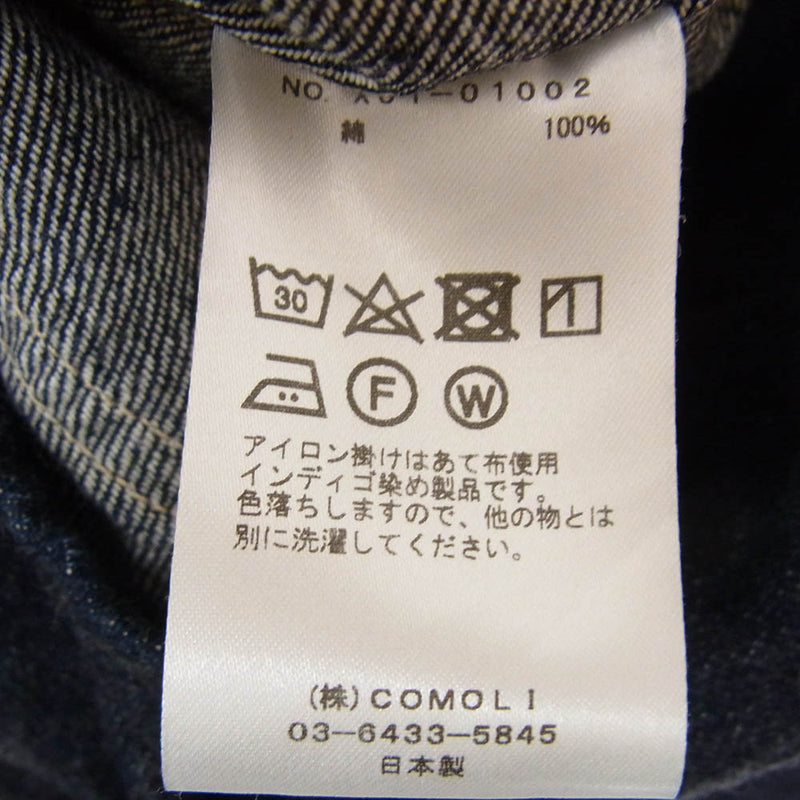 NO. X01-01002
綿 100%
30
F W
アイロン掛けはあて布使用
インディゴ染め製品です。
色落ちしますので、他の物とは
別に洗濯してください。
(株)COMOLI
03-6433-5845
日本製